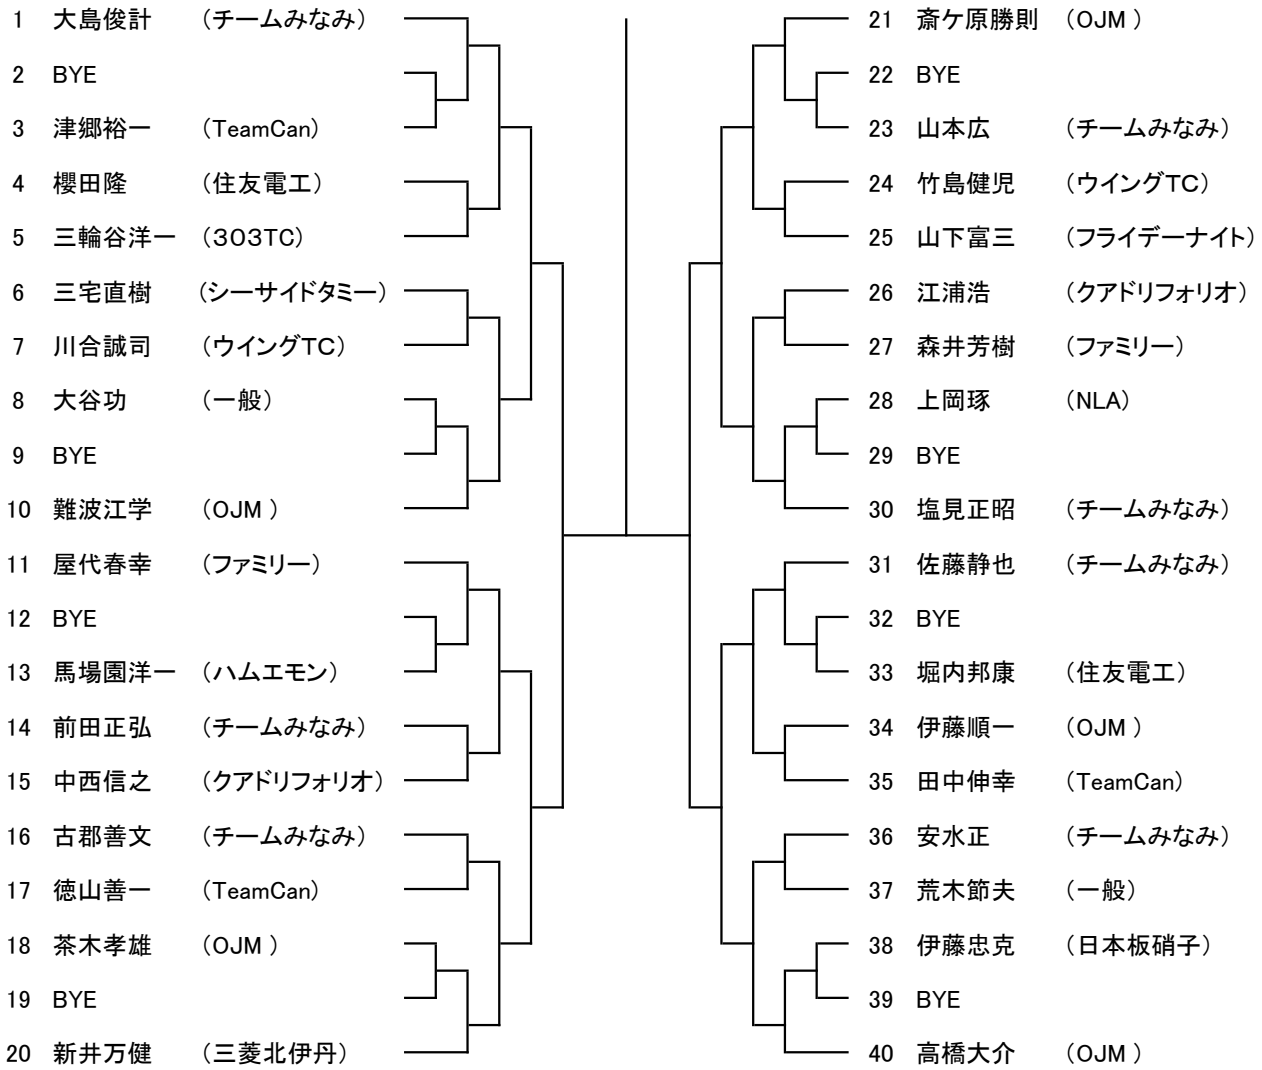 1 大島俊計 （チームみなみ）
2 BYE
3 津郷裕一 （TeamCan）
4 櫻田隆 （住友電工）
5 三輪谷洋一 （３０３TC）
6 三宅直樹 （シーサイドタミー）
7 川合誠司 （ウイングＴＣ）
8 大谷功 （一般）
9 BYE
10 難波江学 （OJM ）
11 屋代春幸 （ファミリー）
12 BYE
13 馬場園洋一 （ハムエモン）
14 前田正弘 （チームみなみ）
15 中西信之 （クアドリフォリオ）
16 古郡善文 （チームみなみ）
17 徳山善一 （TeamCan）
18 茶木孝雄 （OJM ）
19 BYE
20 新井万健 （三菱北伊丹）
21 斎ケ原勝則 （OJM ）
22 BYE
23 山本広 （チームみなみ）
24 竹島健児 （ウイングＴＣ）
25 山下富三 （フライデーナイト）
26 江浦浩 （クアドリフォリオ）
27 森井芳樹 （ファミリー）
28 上岡琢 （NLA）
29 BYE
30 塩見正昭 （チームみなみ）
31 佐藤静也 （チームみなみ）
32 BYE
33 堀内邦康 （住友電工）
34 伊藤順一 （OJM ）
35 田中伸幸 （TeamCan）
36 安水正 （チームみなみ）
37 荒木節夫 （一般）
38 伊藤忠克 （日本板硝子）
39 BYE
40 高橋大介 （OJM ）